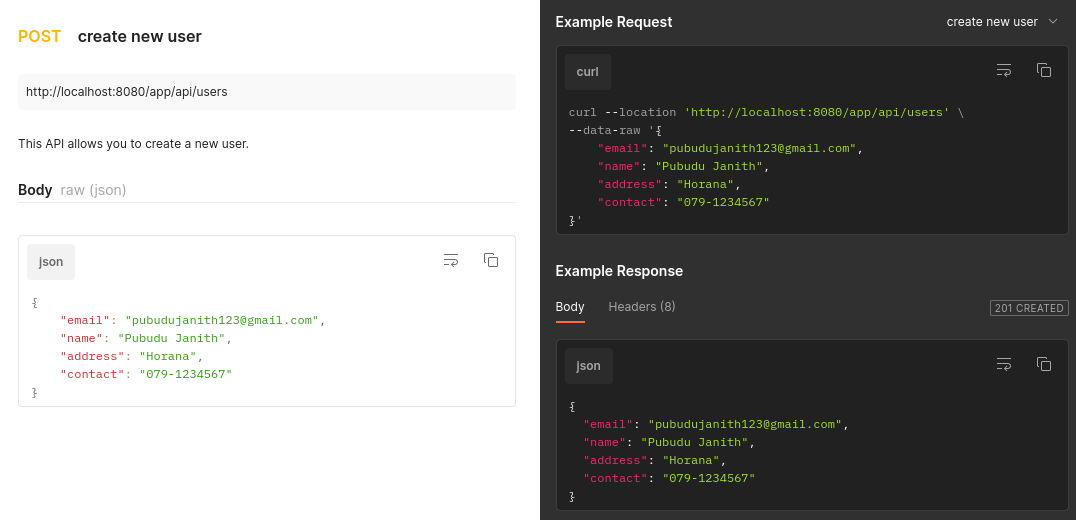 POST create new user
http://localhost:8080/app/api/users
This API allows you to create a new user.
Body raw (json)
json
{
    "email": "pubudujanith123@gmail.com",
    "name": "Pubudu Janith",
    "address": "Horana",
    "contact": "079-1234567"
}
Example Request
create new user
curl
curl --location 'http://localhost:8080/app/api/users' \
--data-raw '{
    "email": "pubudujanith123@gmail.com",
    "name": "Pubudu Janith",
    "address": "Horana",
    "contact": "079-1234567"
}'
Example Response
Body Headers (8)
201 CREATED
json
{
  "email": "pubudujanith123@gmail.com",
  "name": "Pubudu Janith",
  "address": "Horana",
  "contact": "079-1234567"
}